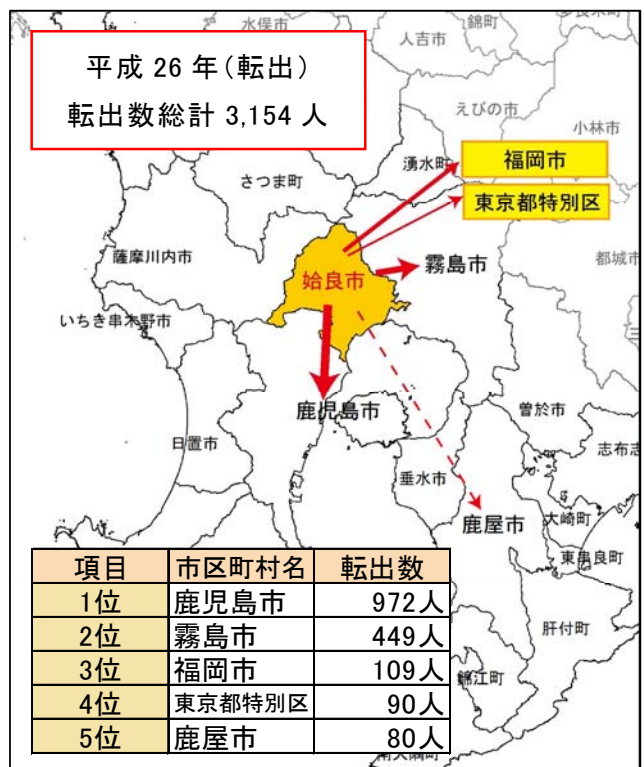 水俣市
人吉市
錦町
平成 26 年(転出)
転出数総計 3,154 人
えびの市
小林市
湧水町
福岡市
さつま町
東京都特別区
薩摩川内市
霧島市
都城市
姶良市
いちき串木野市
鹿児島市
曽於市
日置市
志布志
垂水市
鹿屋市
大崎町
東串良町
項目 市区町村名 転出数
1位 鹿児島市 972人
2位 霧島市 449人
3位 福岡市 109人
4位 東京都特別区 90人
5位 鹿屋市 80人
肝付町
錦江町
南大隅町